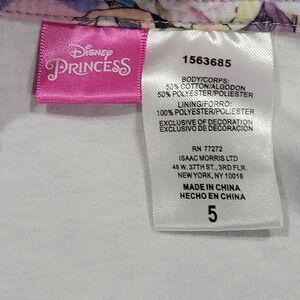 Disney
PRINCESS
1563685
BODY/CORPS:
50% COTTON/ALGODON
50% POLYESTER/POLIESTER
LINING/FORRO:
100% POLYESTER/POLIESTER
EXCLUSIVE OF DECORATION
EXCLUSIVO DE DECORACIÓN
RN 77272
ISAAC MORRIS LTD
48 W. 37TH ST., 3RD FLR.
NEW YORK, NY 10018
MADE IN CHINA
HECHO EN CHINA
5